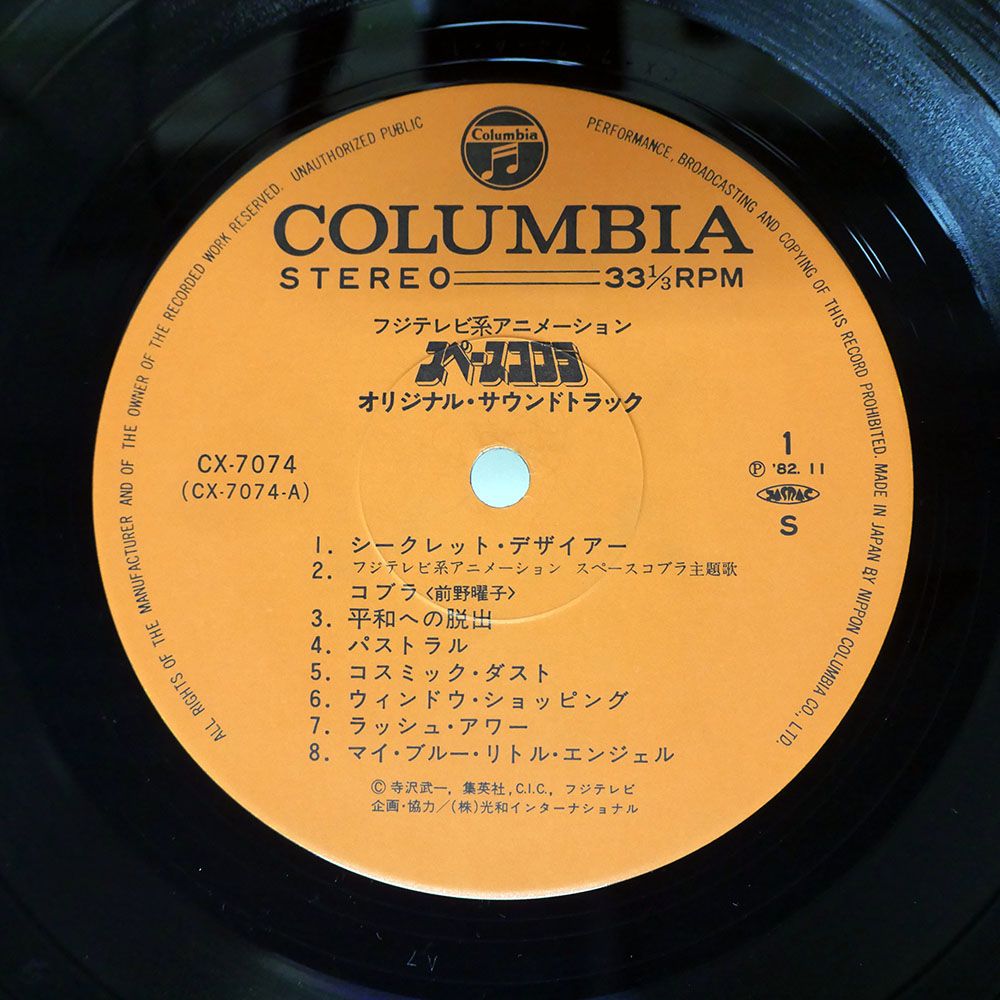 Columbia
ALL RIGHTS OF THE MANUFACTURER AND OF THE OWNER OF THE RECORDED WORK RESERVED. UNAUTHORIZED PUBLIC PERFORMANCE, BROADCASTING AND COPYING OF THIS RECORD PROHIBITED. MADE IN JAPAN BY NIPPON COLUMBIA CO., LTD.
COLUMBIA
STEREO 33⅓RPM
フジテレビ系アニメーション
スペースコブラ
オリジナル・サウンドトラック
CX-7074
(CX-7074-A)
1
Ⓟ '82. 11
JASRAC
S
1. シークレット・デザイアー
2. フジテレビ系アニメーション スペースコブラ主題歌
コブラ〈前野曜子〉
3. 平和への脱出
4. パストラル
5. コスミック・ダスト
6. ウィンドウ・ショッピング
7. ラッシュ・アワー
8. マイ・ブルー・リトル・エンジェル
Ⓒ 寺沢武一, 集英社, C.I.C., フジテレビ
企画・協力/(株)光和インターナショナル